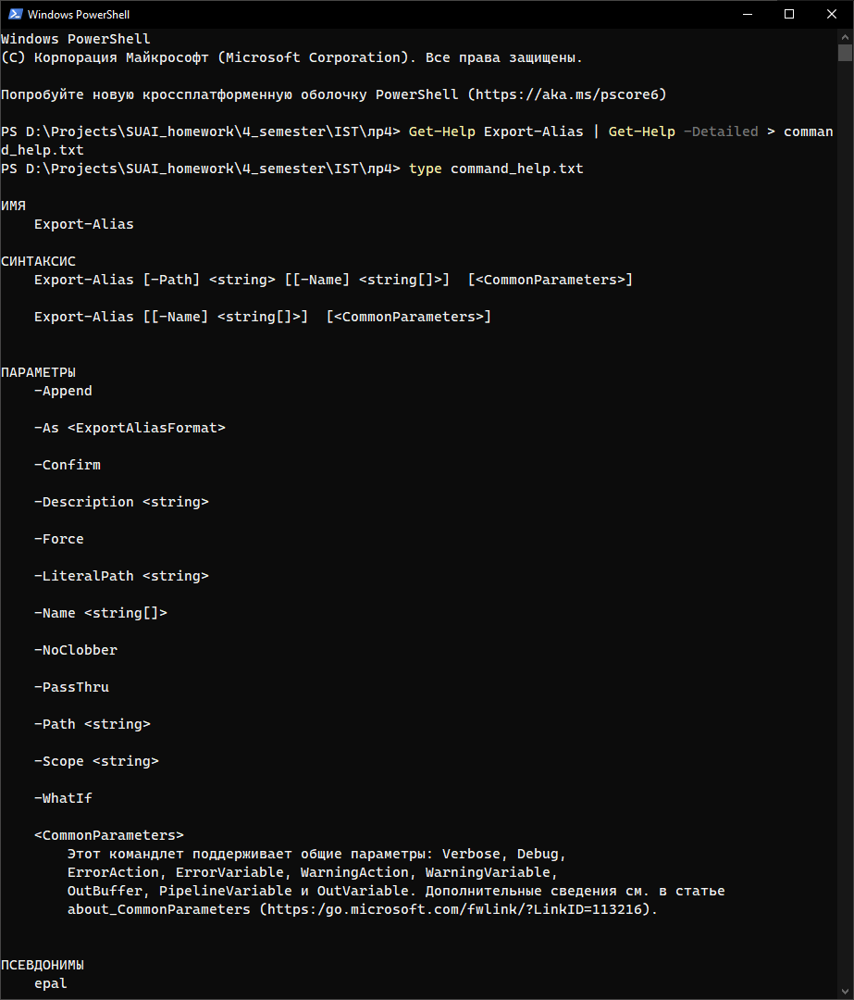 Windows PowerShell
Windows PowerShell
(C) Корпорация Майкрософт (Microsoft Corporation). Все права защищены.
Попробуйте новую кроссплатформенную оболочку PowerShell (https://aka.ms/pscore6)
PS D:\Projects\SUAI_homework\4_semester\IST\лр4> Get-Help Export-Alias | Get-Help -Detailed > comman
d_help.txt
PS D:\Projects\SUAI_homework\4_semester\IST\лр4> type command_help.txt
ИМЯ
    Export-Alias
СИНТАКСИС
    Export-Alias [-Path] <string> [[-Name] <string[]>]  [<CommonParameters>]
    Export-Alias [[-Name] <string[]>]  [<CommonParameters>]
ПАРАМЕТРЫ
    -Append
    -As <ExportAliasFormat>
    -Confirm
    -Description <string>
    -Force
    -LiteralPath <string>
    -Name <string[]>
    -NoClobber
    -PassThru
    -Path <string>
    -Scope <string>
    -WhatIf
    <CommonParameters>
        Этот командлет поддерживает общие параметры: Verbose, Debug,
        ErrorAction, ErrorVariable, WarningAction, WarningVariable,
        OutBuffer, PipelineVariable и OutVariable. Дополнительные сведения см. в статье
        about_CommonParameters (https:/go.microsoft.com/fwlink/?LinkID=113216).
ПСЕВДОНИМЫ
    epal